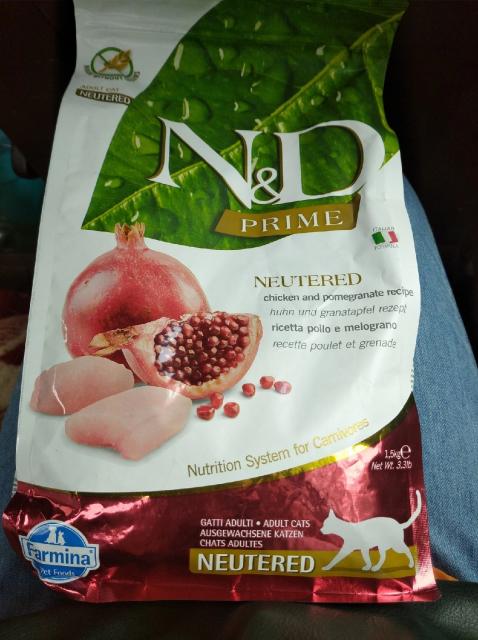 ADULT CAT
NEUTERED
N&D
PRIME
ITALIAN
FORMULA
NEUTERED
chicken and pomegranate recipe
huhn und granatapfel rezept
ricetta pollo e melograno
recette poulet et grenade
Nutrition System for Carnivores
1,5kg℮
Net Wt. 3.3lb
GATTI ADULTI • ADULT CATS
AUSGEWACHSENE KATZEN
CHATS ADULTES
NEUTERED
Farmina
Pet Foods